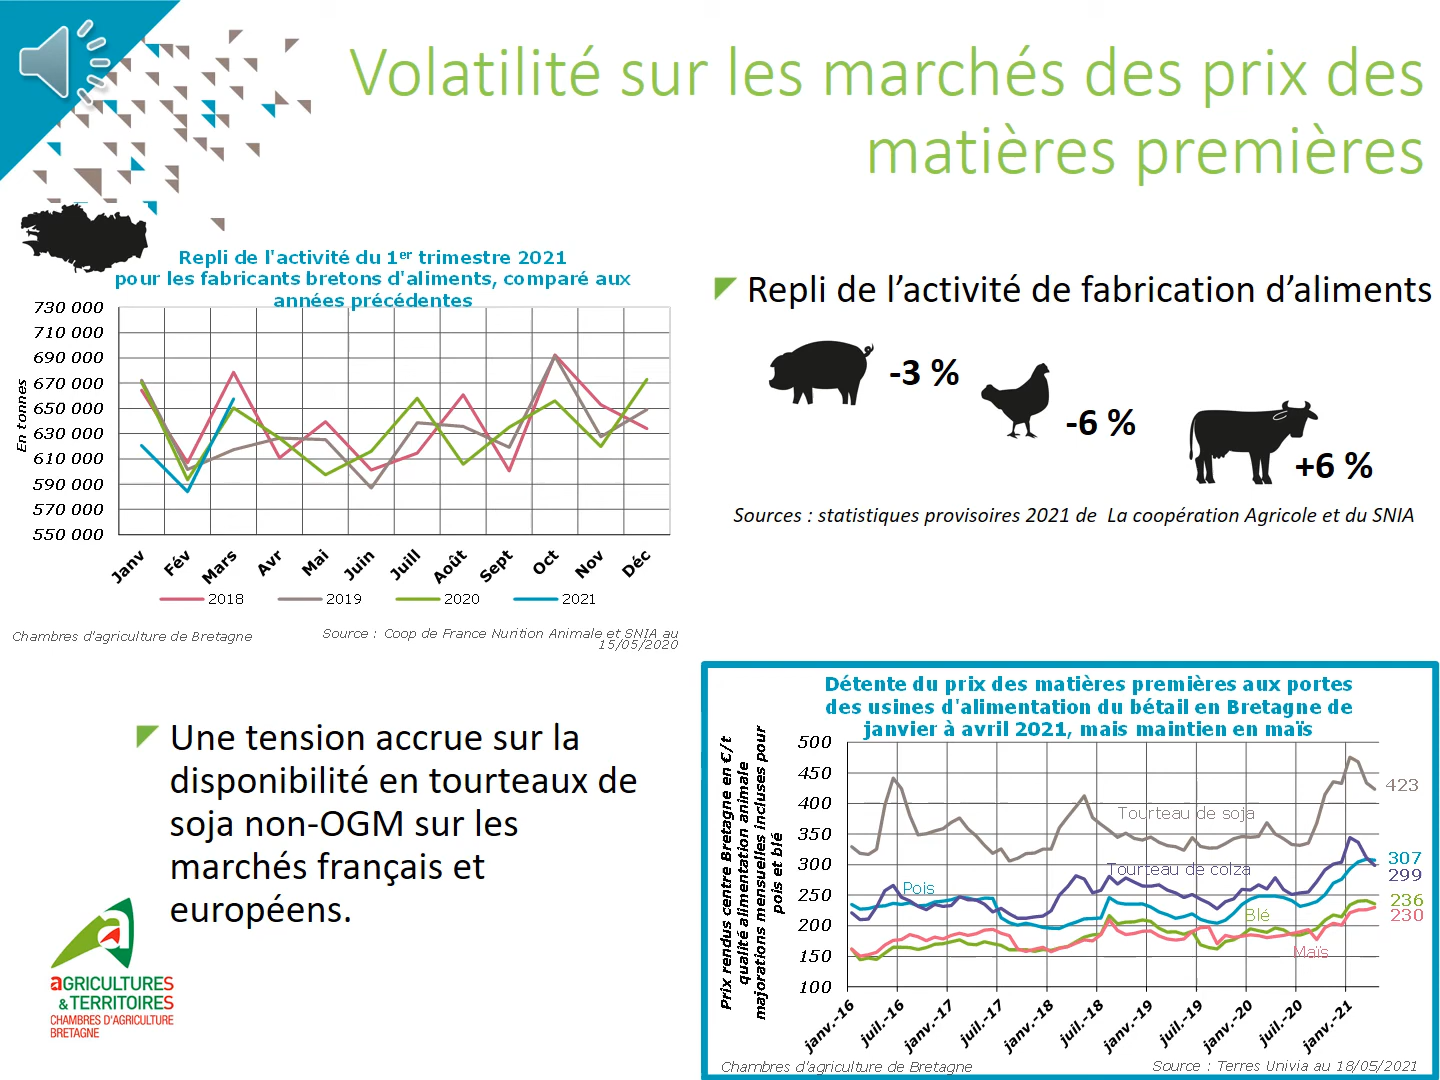 Volatilité sur les marchés des prix des
matières premières
Repli de l'activité du 1er trimestre 2021
pour les fabricants bretons d'aliments, comparé aux
années précédentes
En tonnes
730 000
710 000
690 000
670 000
650 000
630 000
610 000
590 000
570 000
550 000
Janv
Fév
Mars
Avr
Mai
Juin
Juill
Août
Sept
Oct
Nov
Déc
2018
2019
2020
2021
Chambres d'agriculture de Bretagne
Source : Coop de France Nurition Animale et SNIA au
15/05/2020
Repli de l’activité de fabrication d’aliments
-3 %
-6 %
+6 %
Sources : statistiques provisoires 2021 de La coopération Agricole et du SNIA
Une tension accrue sur la
disponibilité en tourteaux de
soja non-OGM sur les
marchés français et
européens.
aGRICULTURES
& TERRITOIRES
CHAMBRES D'AGRICULTURE
BRETAGNE
Détente du prix des matières premières aux portes
des usines d'alimentation du bétail en Bretagne de
janvier à avril 2021, mais maintien en maïs
Prix rendus centre Bretagne en €/t
qualité alimentation animale
majorations mensuelles incluses pour
pois et blé
500
450
400
350
300
250
200
150
100
Tourteau de soja
Tourteau de colza
Pois
Blé
Maïs
423
307
299
236
230
janv.-16
juil.-16
janv.-17
juil.-17
janv.-18
juil.-18
janv.-19
juil.-19
janv.-20
juil.-20
janv.-21
Chambres d'agriculture de Bretagne
Source : Terres Univia au 18/05/2021